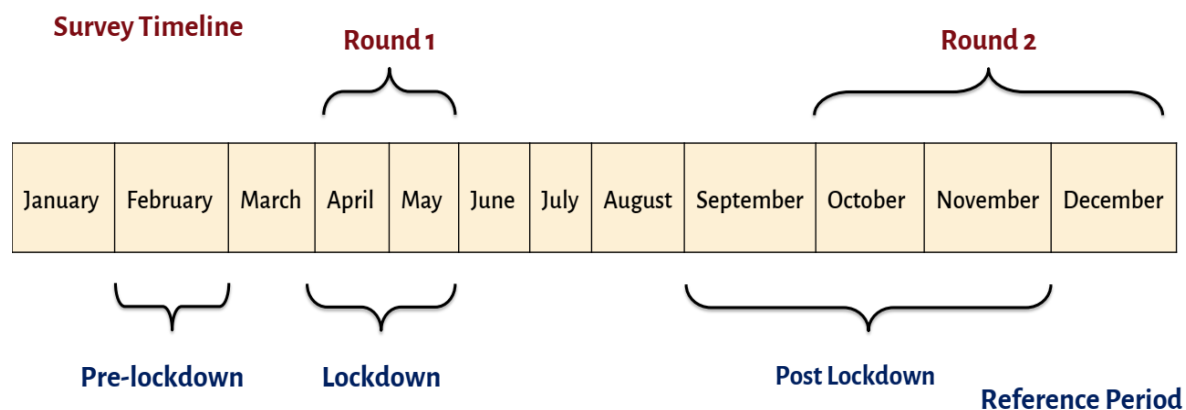 Survey Timeline
Round 1
Round 2
January February March April May June July August September October November December
Pre-lockdown
Lockdown
Post Lockdown
Reference Period